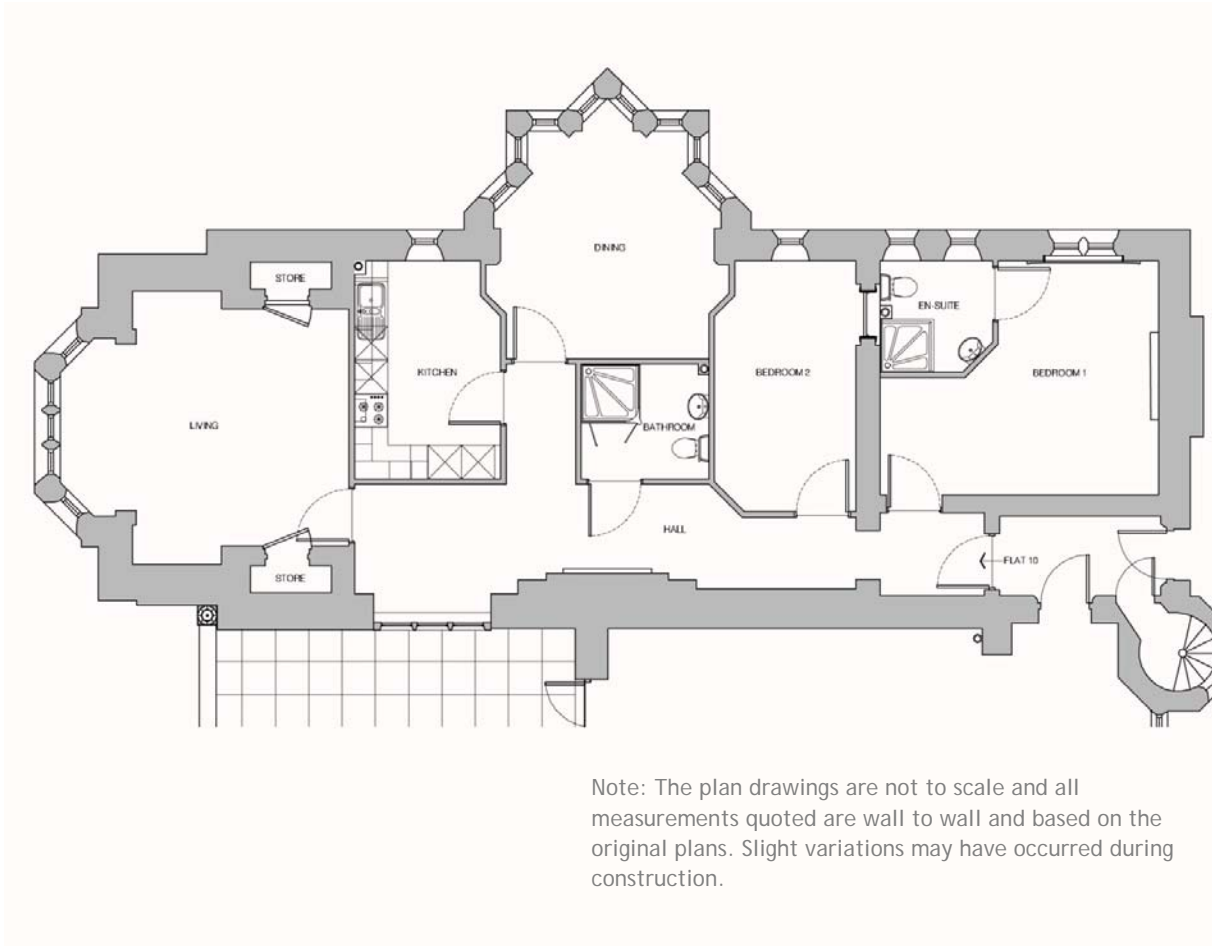 DINING
STORE
EN-SUITE
KITCHEN
BEDROOM 2
BEDROOM 1
LIVING
BATHROOM
HALL
FLAT 10
STORE
Note: The plan drawings are not to scale and all
measurements quoted are wall to wall and based on the
original plans. Slight variations may have occurred during
construction.